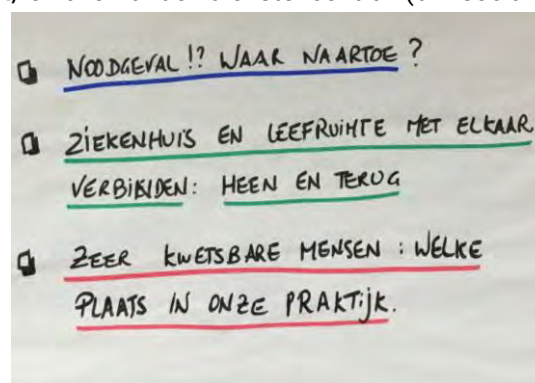 NOODGEVAL !? WAAR NAARTOE ?
ZIEKENHUIS EN LEEFRUIMTE MET ELKAAR
VERBINDEN: HEEN EN TERUG
ZEER KWETSBARE MENSEN : WELKE
PLAATS IN ONZE PRAKTIJK.